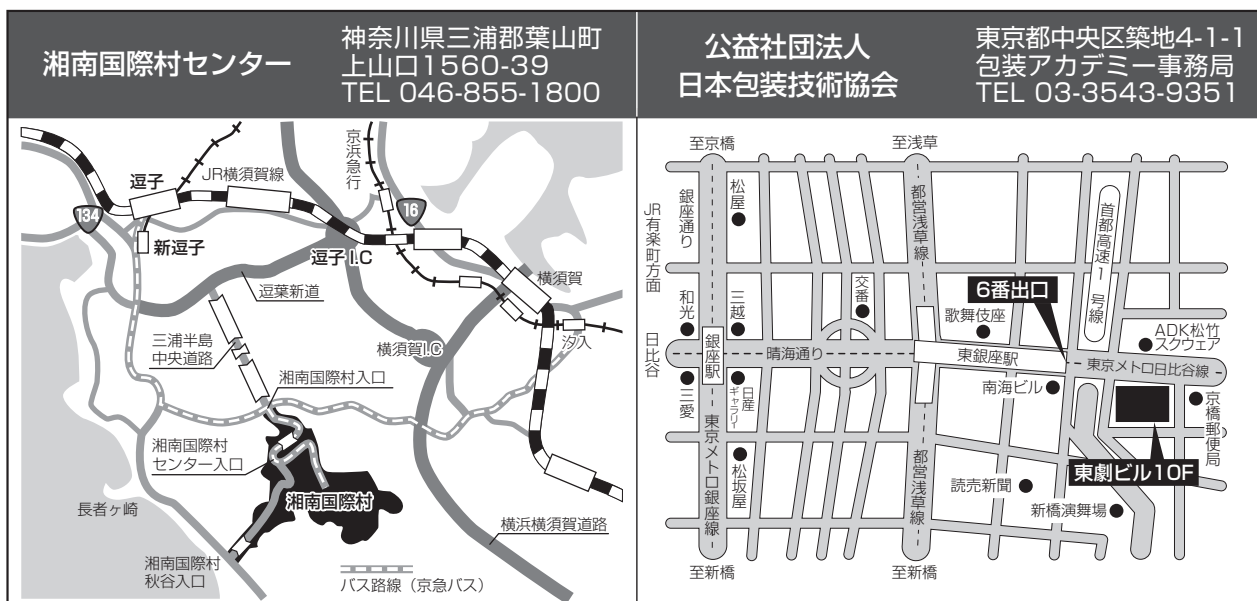 湘南国際村センター
神奈川県三浦郡葉山町
上山口1560-39
TEL 046-855-1800
公益社団法人
日本包装技術協会
東京都中央区築地4-1-1
包装アカデミー事務局
TEL 03-3543-9351
逗子
JR横須賀線
京浜急行
16
134
新逗子
逗子 I.C
横須賀
逗葉新道
汐入
三浦半島
中央道路
横須賀I.C
湘南国際村入口
湘南国際村
センター入口
湘南国際村
長者ヶ崎
横浜横須賀道路
湘南国際村
秋谷入口
バス路線（京急バス）
至京橋
至浅草
松屋
銀座通り
JR有楽町方面
都営浅草線
首都高速1号線
6番出口
交番
歌舞伎座
和光
三越
ADK松竹
スクウェア
日比谷
銀座駅
晴海通り
東銀座駅
東京メトロ日比谷線
三愛
日産
ギャラリー
南海ビル
京橋郵便局
東京メトロ銀座線
松坂屋
都営浅草線
東劇ビル10F
読売新聞
新橋演舞場
至新橋
至新橋